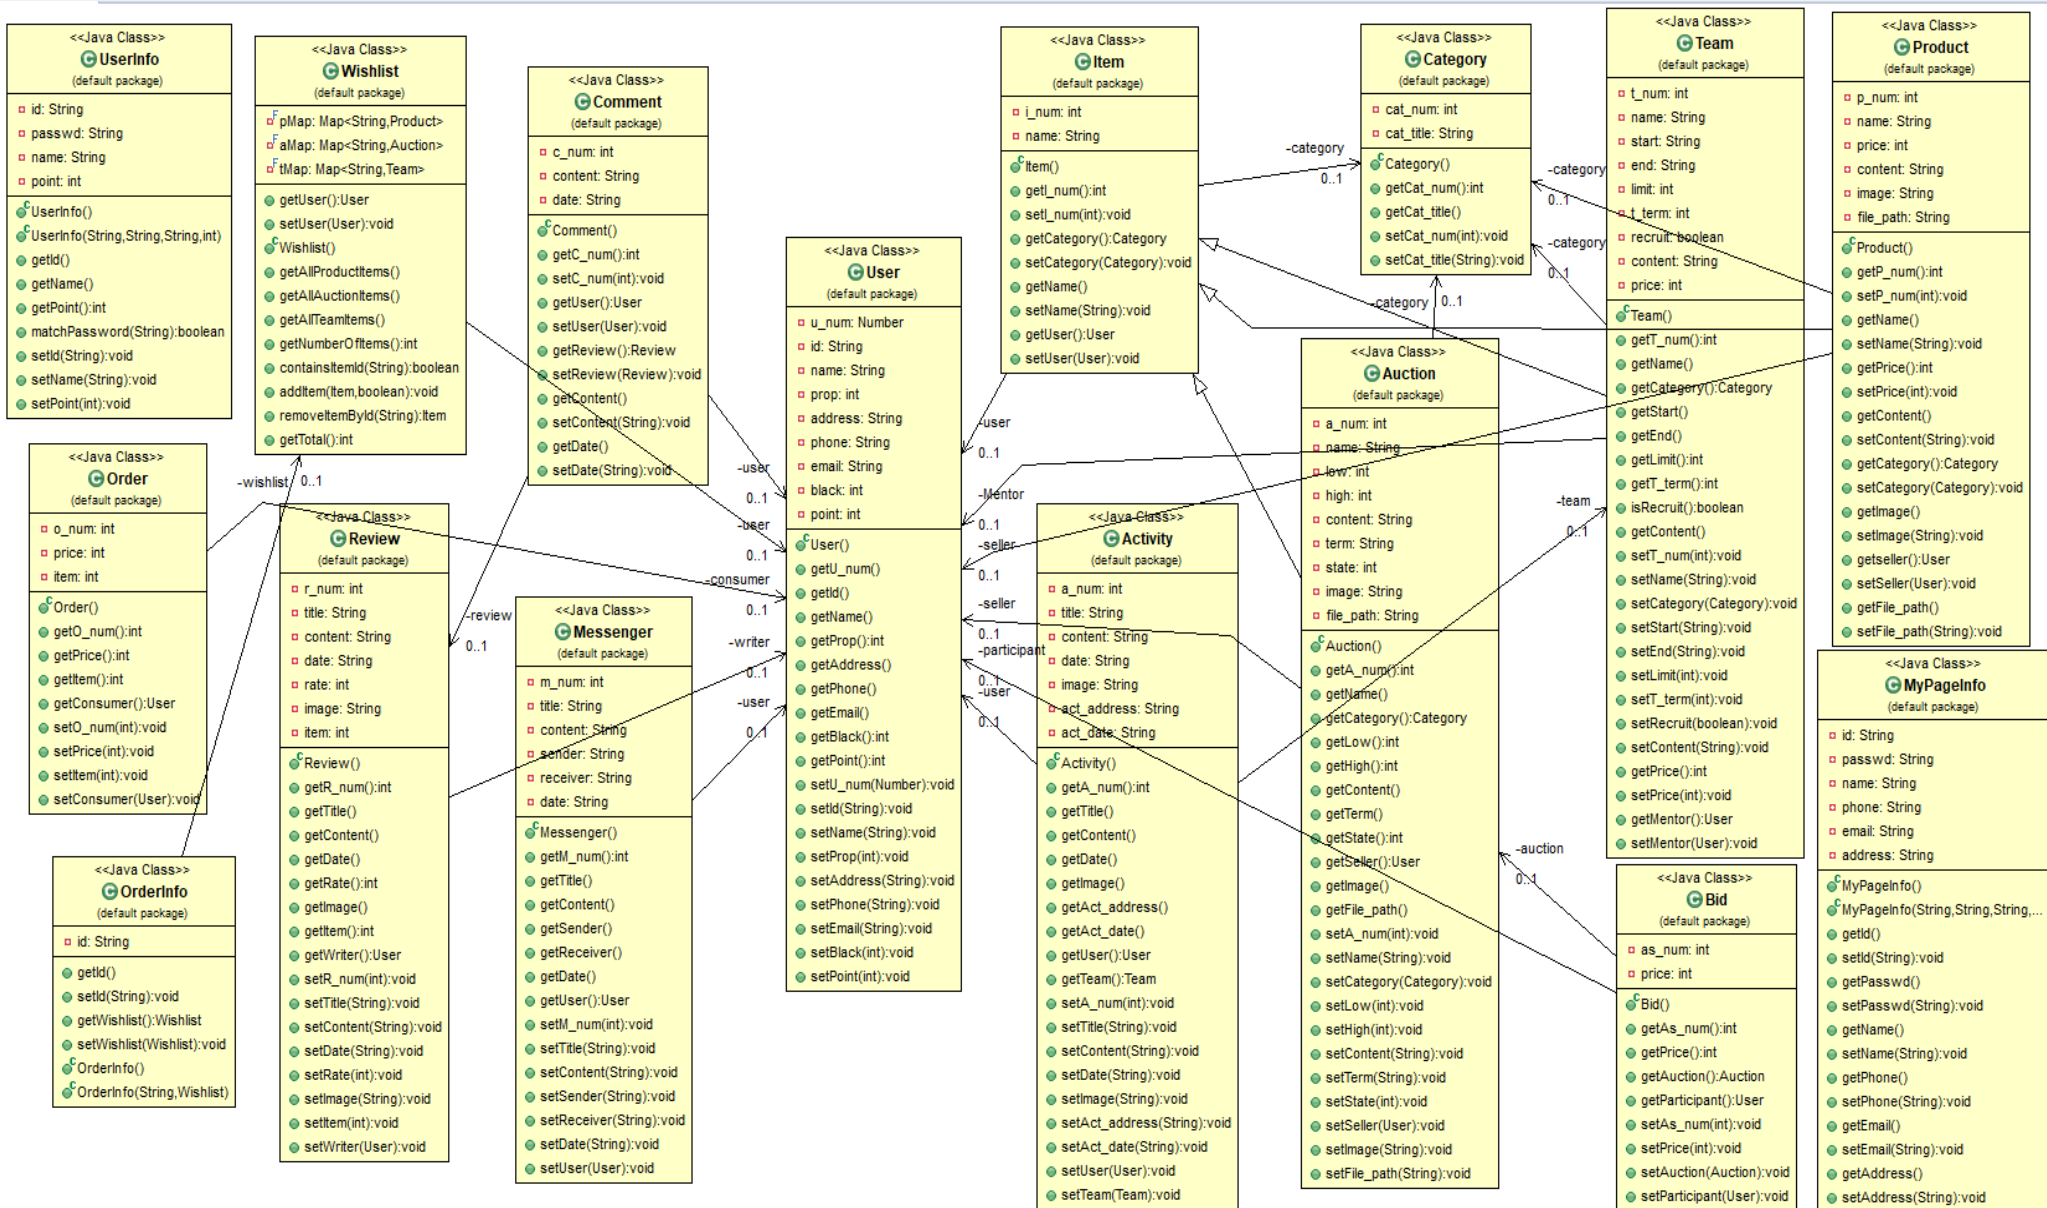 <<Java Class>>
UserInfo
(default package)
id: String
passwd: String
name: String
point: int
UserInfo()
UserInfo(String,String,String,int)
getId()
getName()
getPoint():int
matchPassword(String):boolean
setId(String):void
setName(String):void
setPoint(int):void
<<Java Class>>
Wishlist
(default package)
pMap: Map<String,Product>
aMap: Map<String,Auction>
tMap: Map<String,Team>
getUser():User
setUser(User):void
Wishlist()
getAllProductItems()
getAllAuctionItems()
getAllTeamItems()
getNumberOfItems():int
containsItemId(String):boolean
addItem(Item,boolean):void
removeItemById(String):Item
getTotal():int
<<Java Class>>
Comment
(default package)
c_num: int
content: String
date: String
Comment()
getC_num():int
setC_num(int):void
getUser():User
setUser(User):void
getReview():Review
setReview(Review):void
getContent()
setContent(String):void
getDate()
setDate(String):void
<<Java Class>>
User
(default package)
u_num: Number
id: String
name: String
prop: int
address: String
phone: String
email: String
black: int
point: int
User()
getU_num()
getId()
getName()
getProp():int
getAddress()
getPhone()
getEmail()
getBlack():int
getPoint():int
setU_num(Number):void
setId(String):void
setName(String):void
setProp(int):void
setAddress(String):void
setPhone(String):void
setEmail(String):void
setBlack(int):void
setPoint(int):void
<<Java Class>>
Item
(default package)
i_num: int
name: String
Item()
getI_num():int
setI_num(int):void
getCategory():Category
setCategory(Category):void
getName()
setName(String):void
getUser():User
setUser(User):void
<<Java Class>>
Category
(default package)
cat_num: int
cat_title: String
Category()
getCat_num():int
getCat_title()
setCat_num(int):void
setCat_title(String):void
<<Java Class>>
Team
(default package)
t_num: int
name: String
start: String
end: String
limit: int
t_term: int
recruit: boolean
content: String
price: int
Team()
getT_num():int
getName()
getCategory():Category
getStart()
getEnd()
getLimit():int
getT_term():int
isRecruit():boolean
getContent()
setT_num(int):void
setName(String):void
setCategory(Category):void
setStart(String):void
setEnd(String):void
setLimit(int):void
setT_term(int):void
setRecruit(boolean):void
setContent(String):void
getPrice():int
setPrice(int):void
getMentor():User
setMentor(User):void
<<Java Class>>
Product
(default package)
p_num: int
name: String
price: int
content: String
image: String
file_path: String
Product()
getP_num():int
setP_num(int):void
getName()
setName(String):void
getPrice():int
setPrice(int):void
getContent()
setContent(String):void
getCategory():Category
setCategory(Category):void
getImage()
setImage(String):void
getseller():User
setSeller(User):void
getFile_path()
setFile_path(String):void
<<Java Class>>
Order
(default package)
o_num: int
price: int
item: int
Order()
getO_num():int
getPrice():int
getItem():int
getConsumer():User
setO_num(int):void
setPrice(int):void
setItem(int):void
setConsumer(User):void
<<Java Class>>
OrderInfo
(default package)
id: String
getId()
setId(String):void
getWishlist():Wishlist
setWishlist(Wishlist):void
OrderInfo()
OrderInfo(String,Wishlist)
<<Java Class>>
Review
(default package)
r_num: int
title: String
content: String
date: String
rate: int
image: String
item: int
Review()
getR_num():int
getTitle()
getContent()
getDate()
getRate():int
getImage()
getItem():int
getWriter():User
setR_num(int):void
setTitle(String):void
setContent(String):void
setDate(String):void
setRate(int):void
setImage(String):void
setItem(int):void
setWriter(User):void
<<Java Class>>
Messenger
(default package)
m_num: int
title: String
content: String
sender: String
receiver: String
date: String
Messenger()
getM_num():int
getTitle()
getContent()
getSender()
getReceiver()
getDate()
getUser():User
setM_num(int):void
setTitle(String):void
setContent(String):void
setSender(String):void
setReceiver(String):void
setDate(String):void
setUser(User):void
<<Java Class>>
Activity
(default package)
a_num: int
title: String
content: String
date: String
image: String
act_address: String
act_date: String
Activity()
getA_num():int
getTitle()
getContent()
getDate()
getImage()
getAct_address()
getAct_date()
getUser():User
getTeam():Team
setA_num(int):void
setTitle(String):void
setContent(String):void
setDate(String):void
setImage(String):void
setAct_address(String):void
setAct_date(String):void
setUser(User):void
setTeam(Team):void
<<Java Class>>
Auction
(default package)
a_num: int
name: String
low: int
high: int
content: String
term: String
state: int
image: String
file_path: String
Auction()
getA_num():int
getName()
getCategory():Category
getLow():int
getHigh():int
getContent()
getTerm()
getState():int
getSeller():User
getImage()
getFile_path()
setA_num(int):void
setName(String):void
setCategory(Category):void
setLow(int):void
setHigh(int):void
setContent(String):void
setTerm(String):void
setState(int):void
setSeller(User):void
setImage(String):void
setFile_path(String):void
<<Java Class>>
Bid
(default package)
as_num: int
price: int
Bid()
getAs_num():int
getPrice():int
getAuction():Auction
getParticipant():User
setAs_num(int):void
setPrice(int):void
setAuction(Auction):void
setParticipant(User):void
<<Java Class>>
MyPageInfo
(default package)
id: String
passwd: String
name: String
phone: String
email: String
address: String
MyPageInfo()
MyPageInfo(String,String,String,...
getId()
setId(String):void
getPasswd()
setPasswd(String):void
getName()
setName(String):void
getPhone()
setPhone(String):void
getEmail()
setEmail(String):void
getAddress()
setAddress(String):void
-wishlist
0..1
-review
0..1
-user
0..1
-user
0..1
-consumer
0..1
-writer
0..1
-user
0..1
-user
0..1
-Mentor
0..1
-seller
0..1
-seller
0..1
-participant
0..1
-user
0..1
-category
0..1
-category
0..1
-category
0..1
-category
0..1
-team
0..1
-auction
0..1